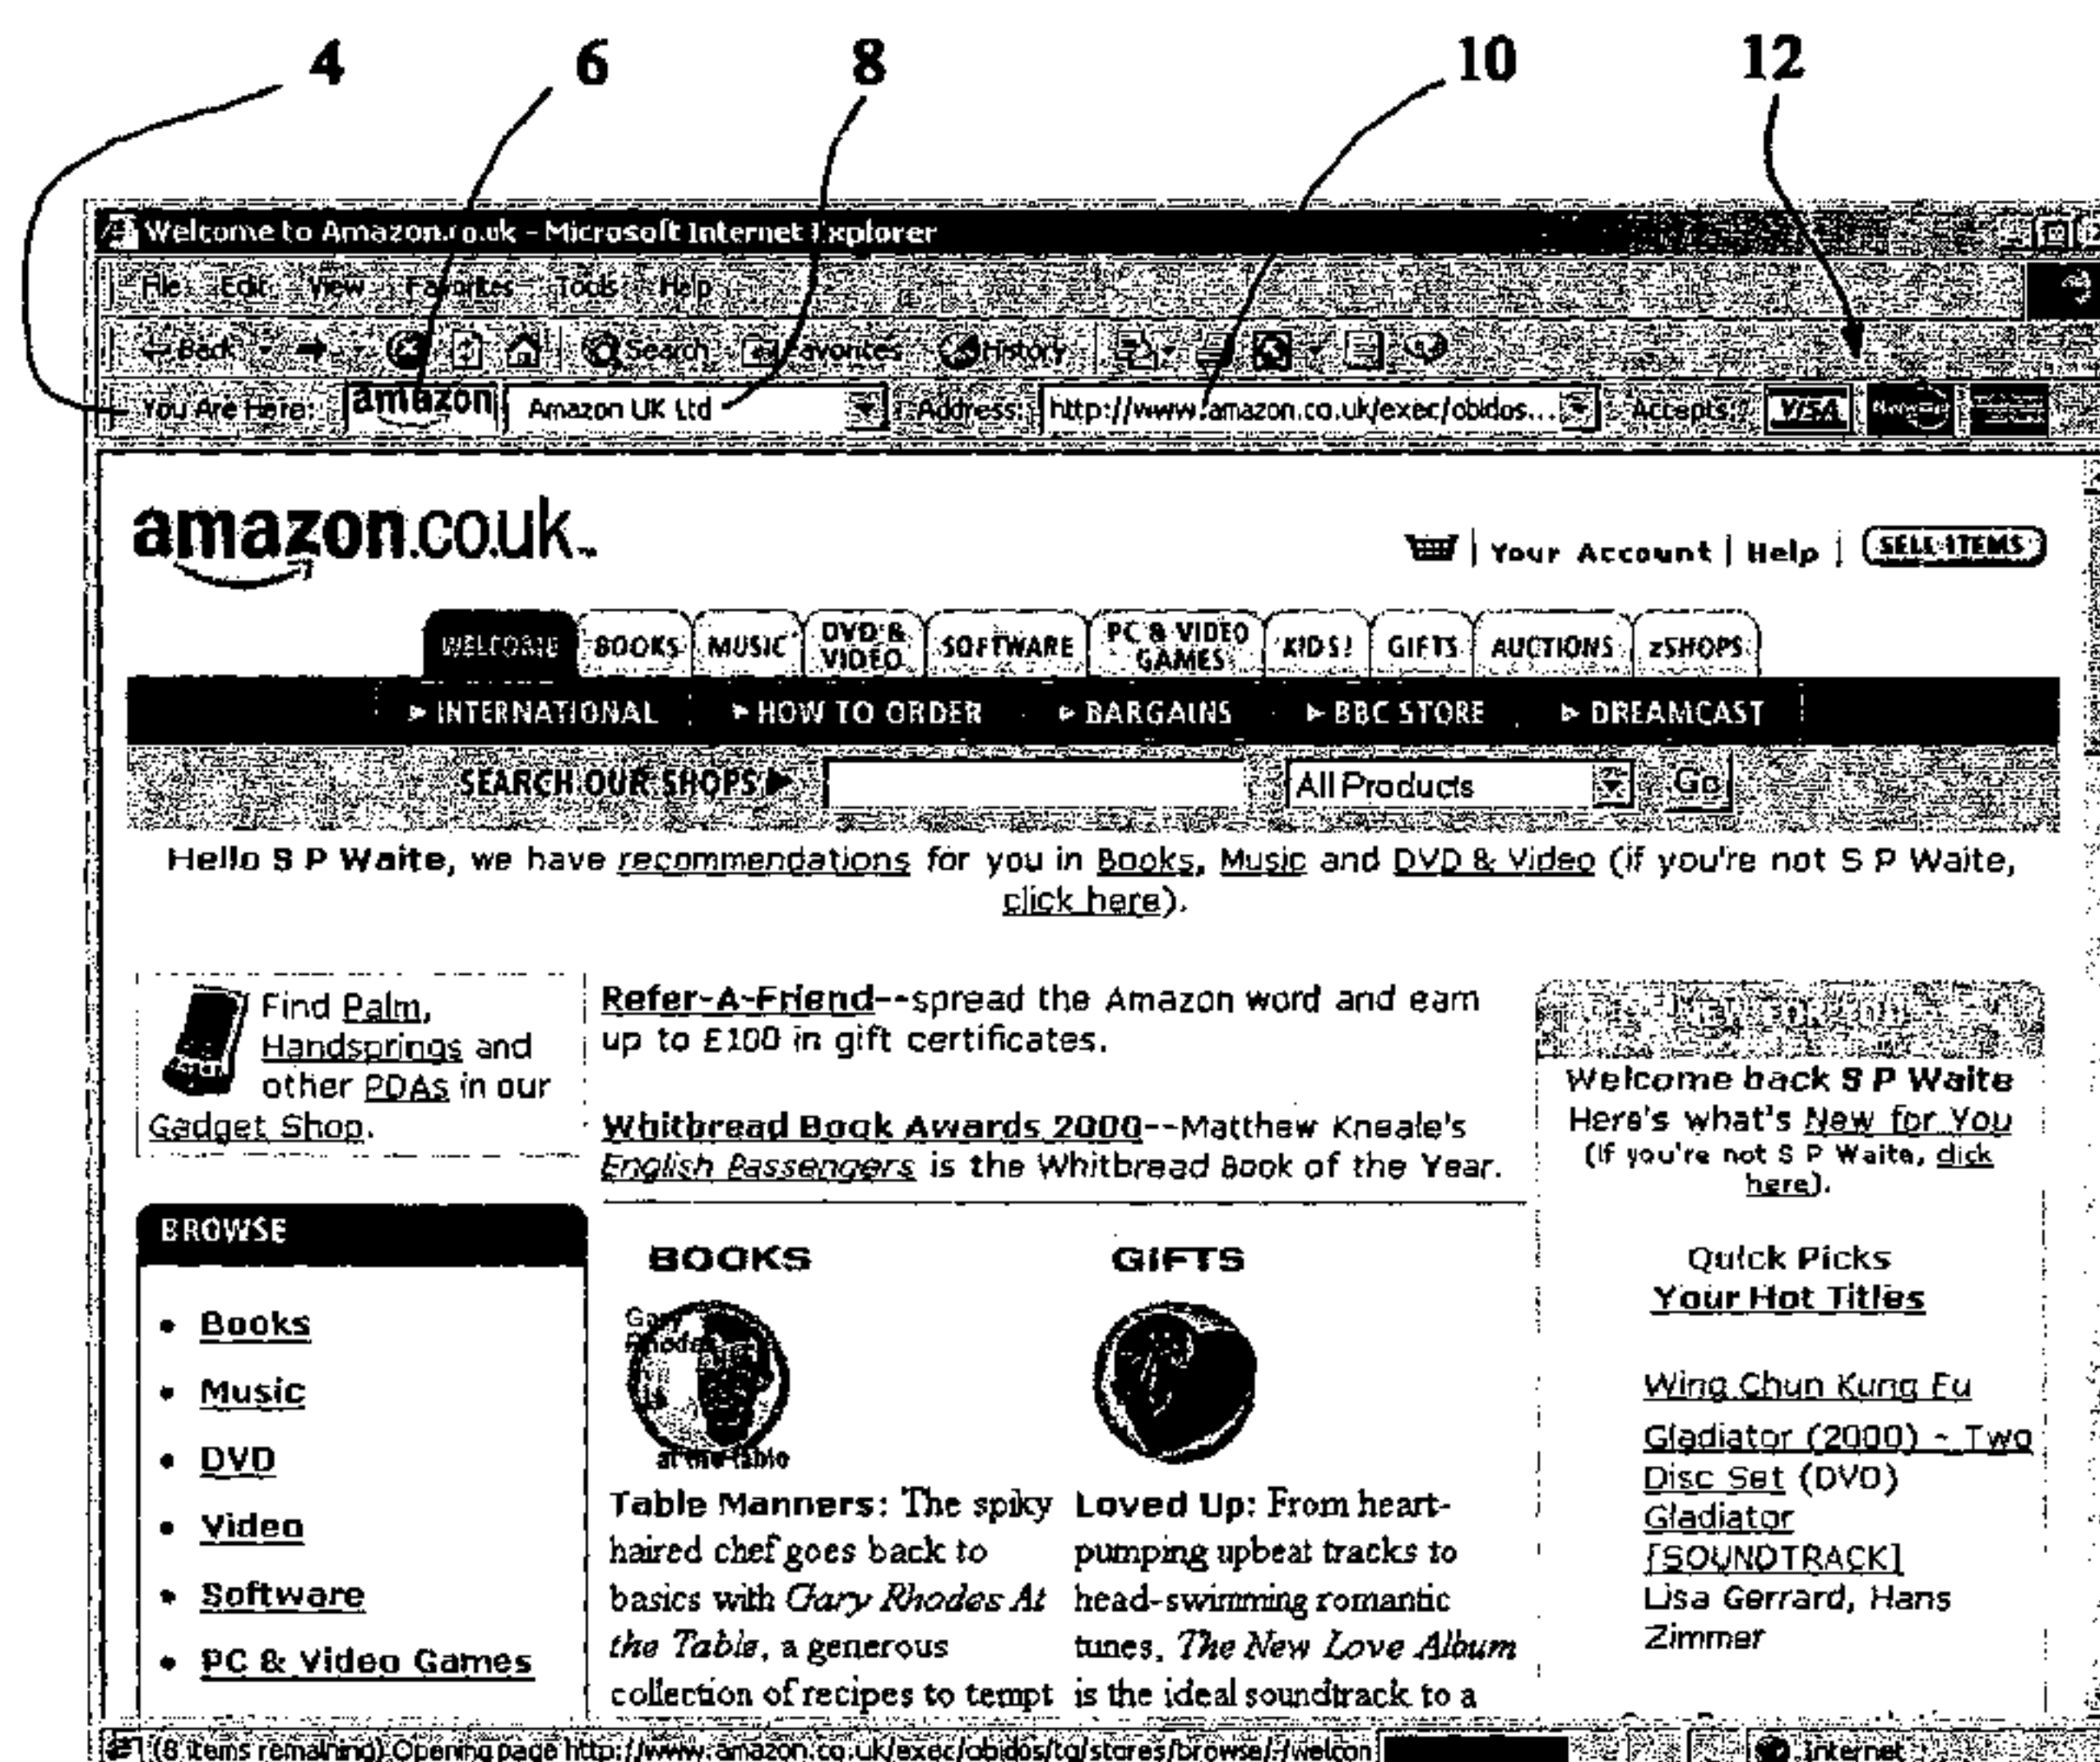 4 6 8 10 12
Welcome to Amazon.co.uk - Microsoft Internet Explorer
File Edit View Favorites Tools Help
Back Search Favorites History
You Are Here: amazon Amazon UK Ltd Address: http://www.amazon.co.uk/exec/obidos... Accepts: VISA
amazon.co.uk
Your Account | Help | SELL ITEMS
WELCOME BOOKS MUSIC DVD & VIDEO SOFTWARE PC & VIDEO GAMES KIDS! GIFTS AUCTIONS zSHOPS
INTERNATIONAL HOW TO ORDER BARGAINS BBC STORE DREAMCAST
SEARCH OUR SHOPS All Products Go
Hello S P Waite, we have recommendations for you in Books, Music and DVD & Video (if you're not S P Waite,
click here).
Find Palm,
Handsprings and
other PDAs in our
Gadget Shop.
Refer-A-Friend--spread the Amazon word and earn
up to £100 in gift certificates.
Whitbread Book Awards 2000--Matthew Kneale's
English Passengers is the Whitbread Book of the Year.
NEW FOR YOU
Welcome back S P Waite
Here's what's New for You
(If you're not S P Waite, click
here).
Quick Picks
Your Hot Titles
Wing Chun Kung Fu
Gladiator (2000) ~ Two
Disc Set (DVD)
Gladiator
[SOUNDTRACK]
Lisa Gerrard, Hans
Zimmer
BROWSE
• Books
• Music
• DVD
• Video
• Software
• PC & Video Games
BOOKS
Gary
Rhodes
at the table
Table Manners: The spiky
haired chef goes back to
basics with Gary Rhodes At
the Table, a generous
collection of recipes to tempt
GIFTS
Loved Up: From heart-
pumping upbeat tracks to
head-swimming romantic
tunes, The New Love Album
is the ideal soundtrack to a
(8 items remaining) Opening page http://www.amazon.co.uk/exec/obidos/tg/stores/browse/-/welcon Internet